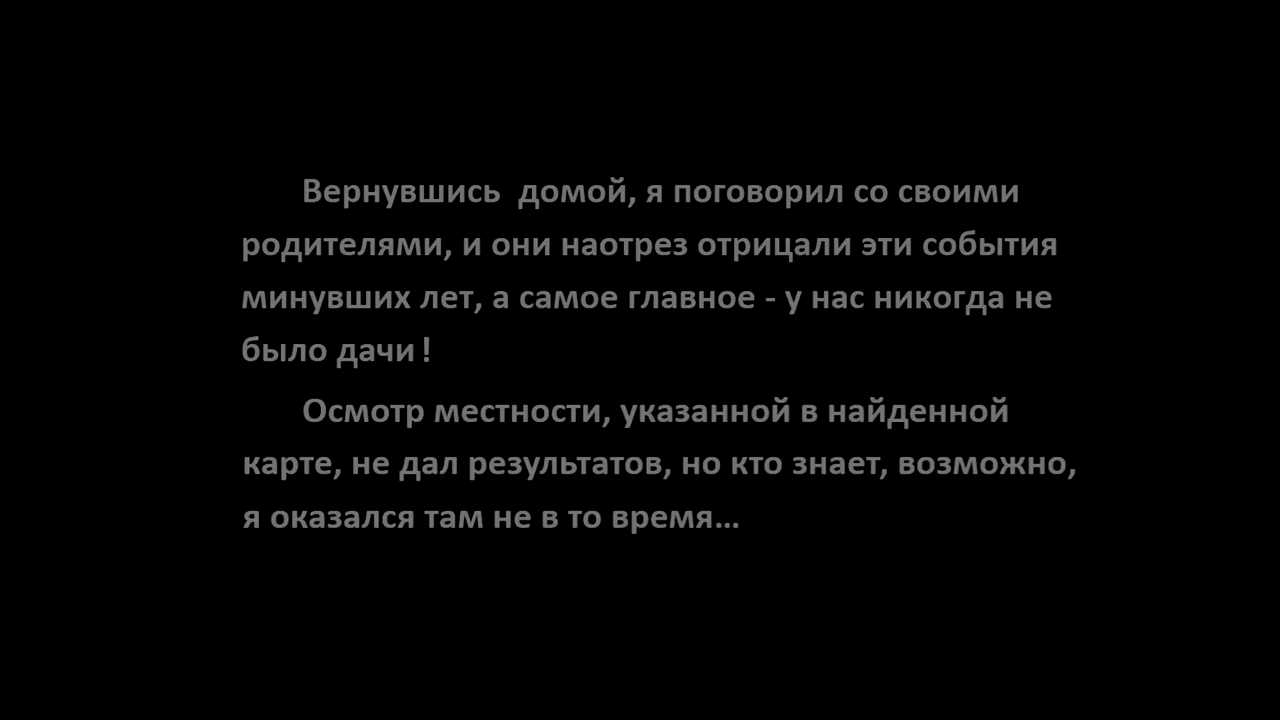 Вернувшись домой, я поговорил со своими
родителями, и они наотрез отрицали эти события
минувших лет, а самое главное - у нас никогда не
было дачи!
Осмотр местности, указанной в найденной
карте, не дал результатов, но кто знает, возможно,
я оказался там не в то время...